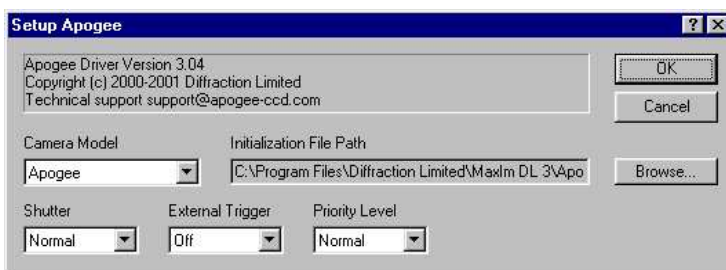 Setup Apogee
Apogee Driver Version 3.04
Copyright (c) 2000-2001 Diffraction Limited
Technical support support@apogee-ccd.com
OK
Cancel
Camera Model
Initialization File Path
Apogee
C:\Program Files\Diffraction Limited\MaxIm DL 3\Apo
Browse...
Shutter
External Trigger
Priority Level
Normal
Off
Normal